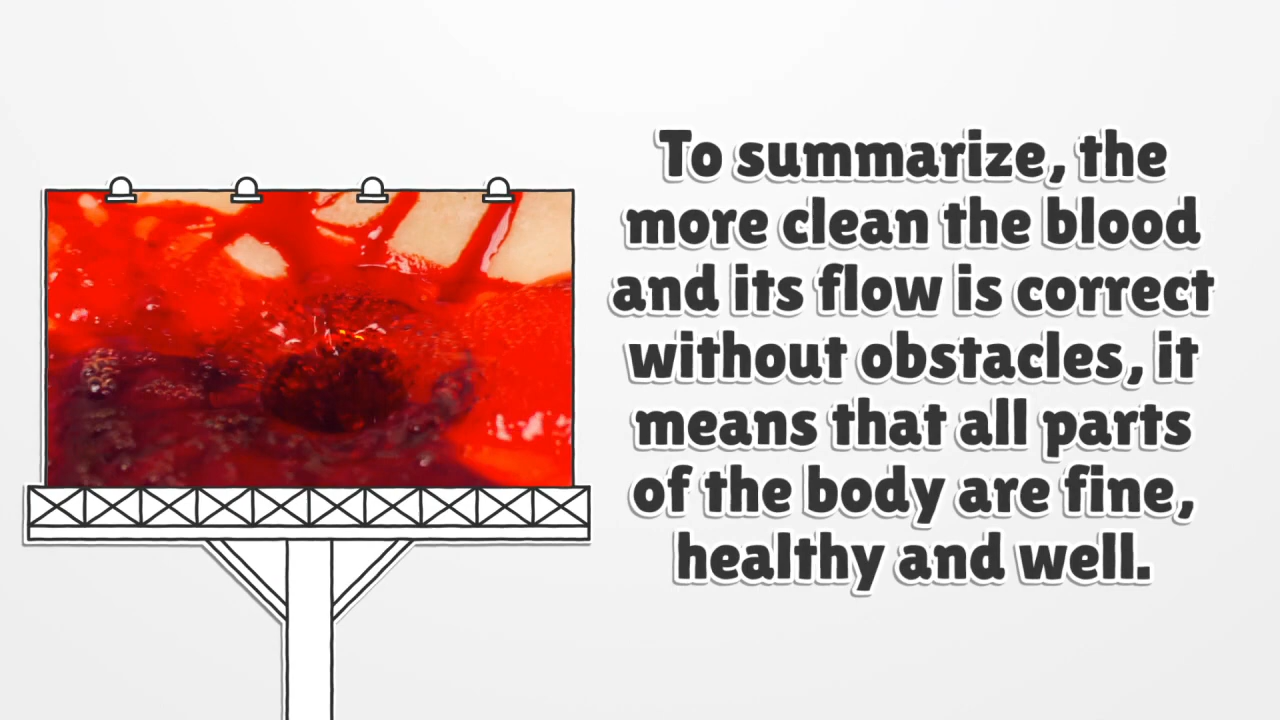 To summarize, the
more clean the blood
and its flow is correct
without obstacles, it
means that all parts
of the body are fine,
healthy and well.